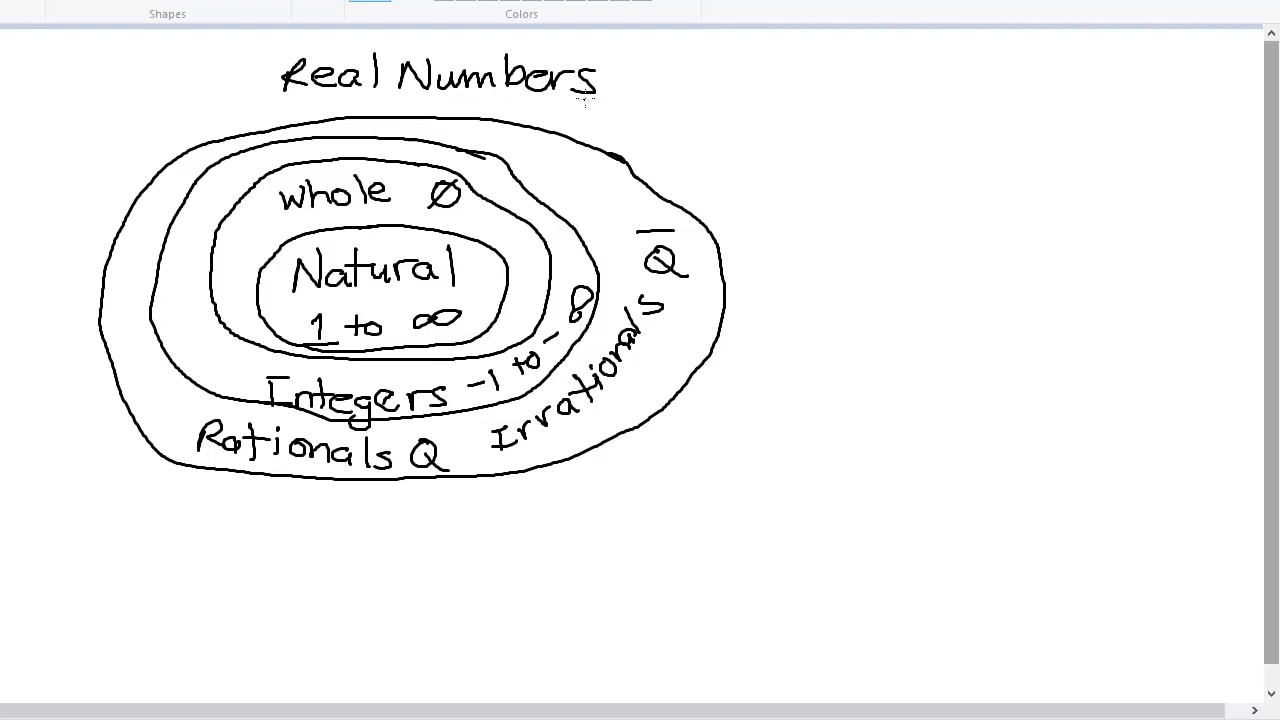 Shapes
Colors
Real Numbers
whole Ø
Natural
1 to ∞
Integers -1 to -∞
Rationals Q
Irrationals Q̅